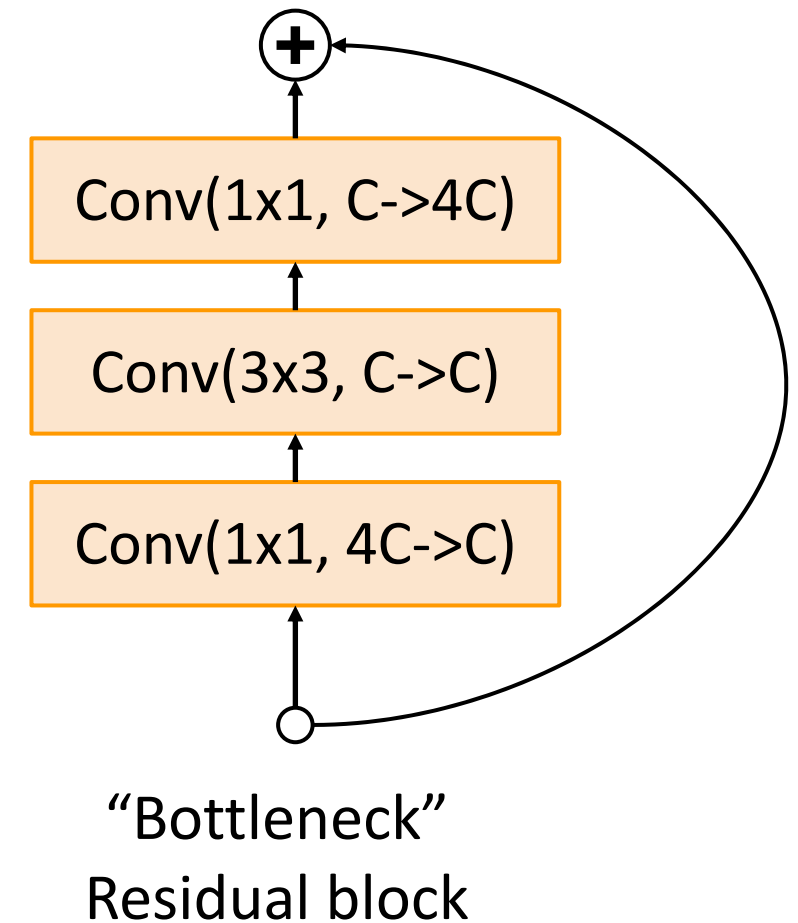 +
Conv(1x1, C->4C)
Conv(3x3, C->C)
Conv(1x1, 4C->C)
“Bottleneck”
Residual block